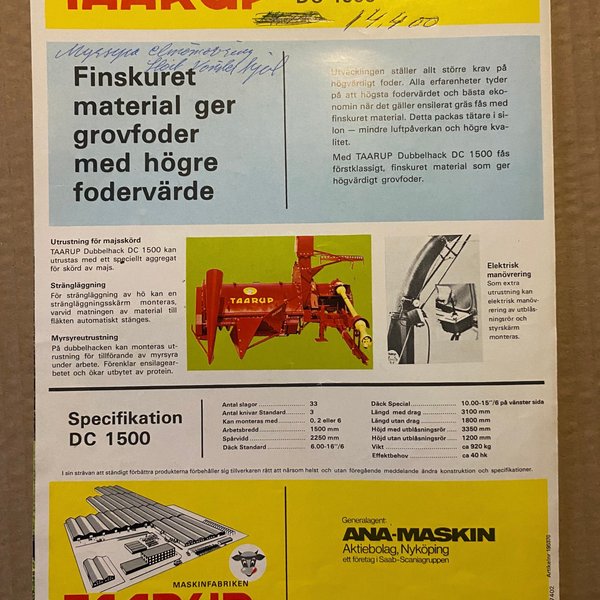 TAARUP
DC 1500
14.400
Myrsyra
Finskuret
material ger
grovfoder
med högre
fodervärde
Utvecklingen ställer allt större krav på
högvärdigt foder. Alla erfarenheter tyder
på att högsta fodervärdet och bästa eko-
nomin när det gäller ensilerat gräs fås med
finskuret material. Detta packas tätare i si-
lon — mindre luftpåverkan och högre kva-
litet.
Med TAARUP Dubbelhack DC 1500 fås
förstklassigt, finskuret material som ger
högvärdigt grovfoder.
Utrustning för majsskörd
TAARUP Dubbelhack DC 1500 kan
utrustas med ett speciellt aggregat
för skörd av majs.
Strängläggning
För strängläggning av hö kan en
strängläggningsskärm monteras,
varvid matningen av material till
fläkten automatiskt stänges.
Myrsyreutrustning
På dubbelhacken kan monteras ut-
rustning för tillförande av myrsyra
under arbete. Förenklar ensilagear-
betet och ökar utbytet av protein.
TAARUP
Elektrisk
manövrering
Som extra
utrustning kan
elektrisk manöv-
rering av utblås-
ningsrör och
styrskärm
monteras.
Specifikation
DC 1500
Antal slagor 33
Antal knivar Standard 3
Kan monteras med 0, 2 eller 6
Arbetsbredd 1500 mm
Spårvidd 2250 mm
Däck Standard 6.00-16"/6
Däck Special 10.00-15"/6 på vänster sida
Längd med drag 3100 mm
Längd utan drag 1800 mm
Höjd med utblåsningsrör 3350 mm
Höjd utan utblåsningsrör 1200 mm
Vikt ca 920 kg
Effektbehov ca 40 hk
I sin strävan att ständigt förbättra produkterna förbehåller sig tillverkaren rätt att närsom helst och utan föregående meddelande ändra konstruktion och specifikationer.
MASKINFABRIKEN
TAARUP
Generalagent:
ANA-MASKIN
Aktiebolag, Nyköping
ett företag i Saab-Scaniagruppen